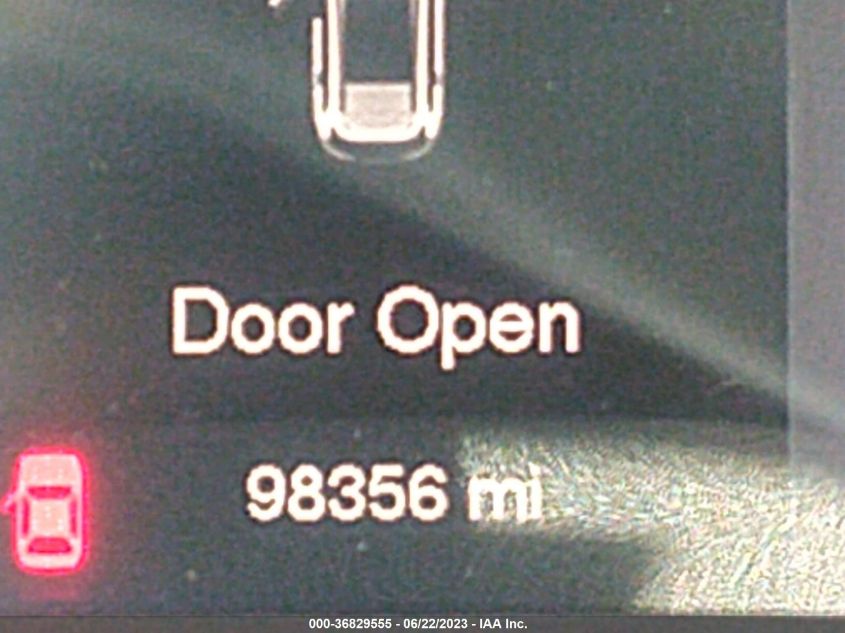 Door Open
98356 mi
000-36829555 - 06/22/2023 - IAA Inc.